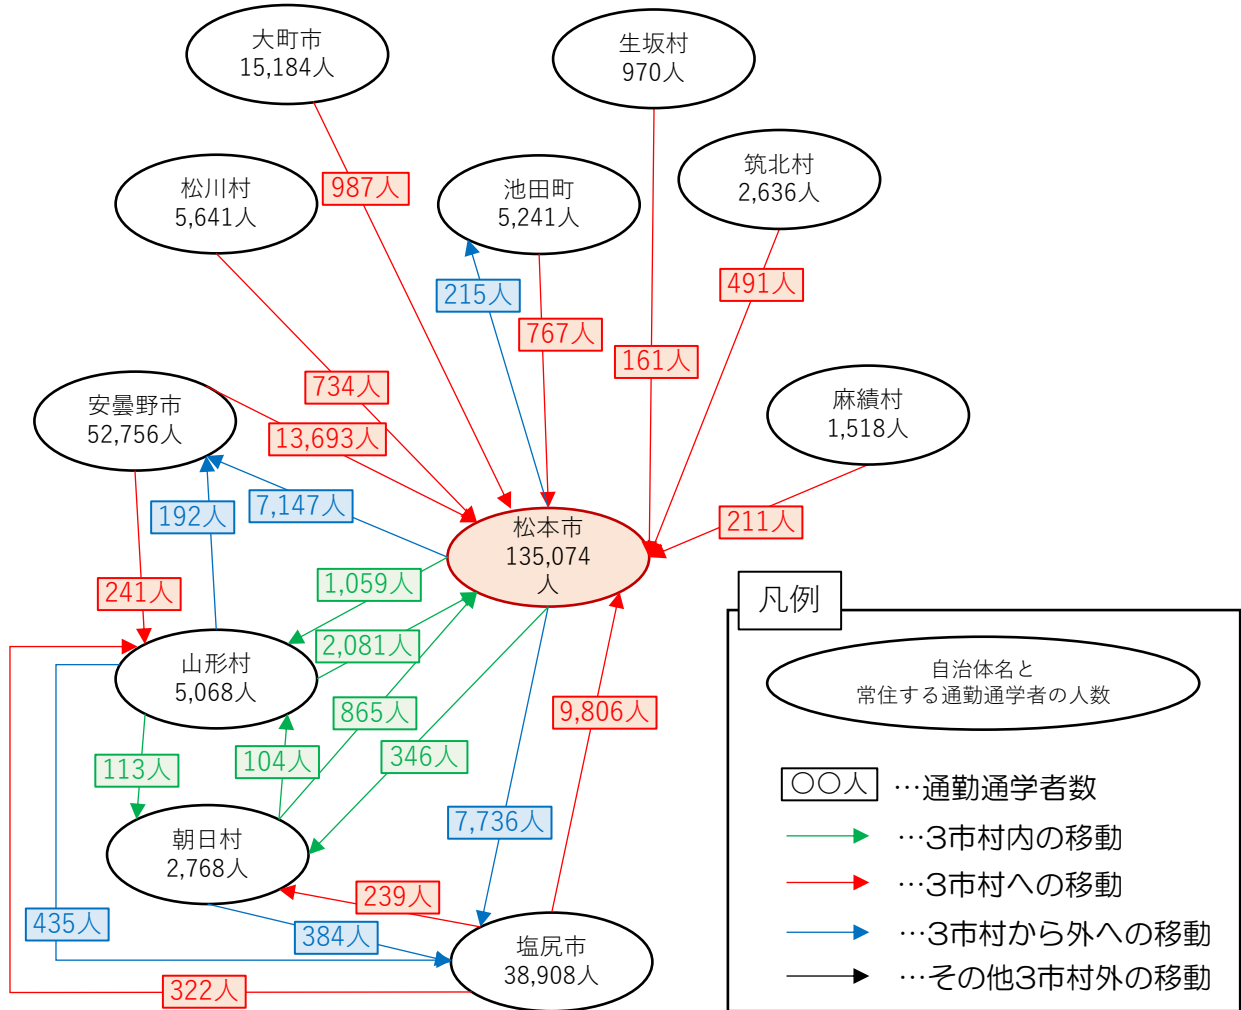 大町市
15,184人
生坂村
970人
松川村
5,641人
987人
池田町
5,241人
筑北村
2,636人
215人
767人
491人
161人
734人
安曇野市
52,756人
13,693人
麻績村
1,518人
192人
7,147人
211人
松本市
135,074
人
241人
1,059人
2,081人
山形村
5,068人
865人
9,806人
113人
104人
346人
朝日村
2,768人
7,736人
239人
435人
384人
塩尻市
38,908人
322人
凡例
自治体名と
常住する通勤通学者の人数
〇〇人 …通勤通学者数
…3市村内の移動
…3市村への移動
…3市村から外への移動
…その他3市村外の移動